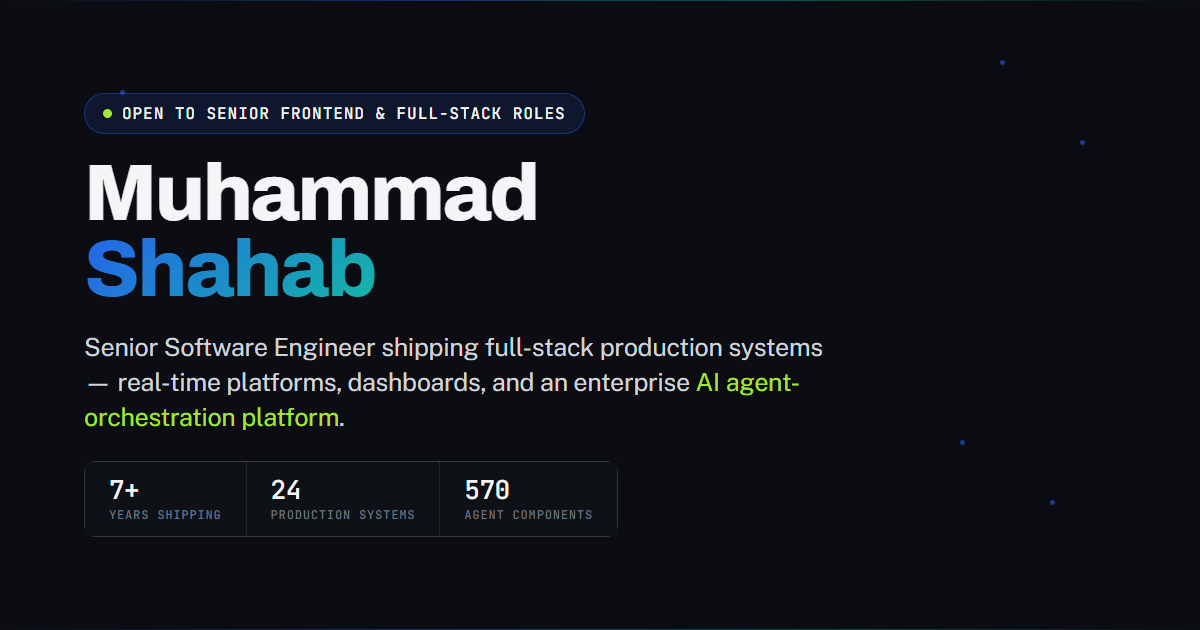 OPEN TO SENIOR FRONTEND & FULL-STACK ROLES
Muhammad
Shahab
Senior Software Engineer shipping full-stack production systems
— real-time platforms, dashboards, and an enterprise AI agent-
orchestration platform.
7+ 24 570
YEARS SHIPPING PRODUCTION SYSTEMS AGENT COMPONENTS